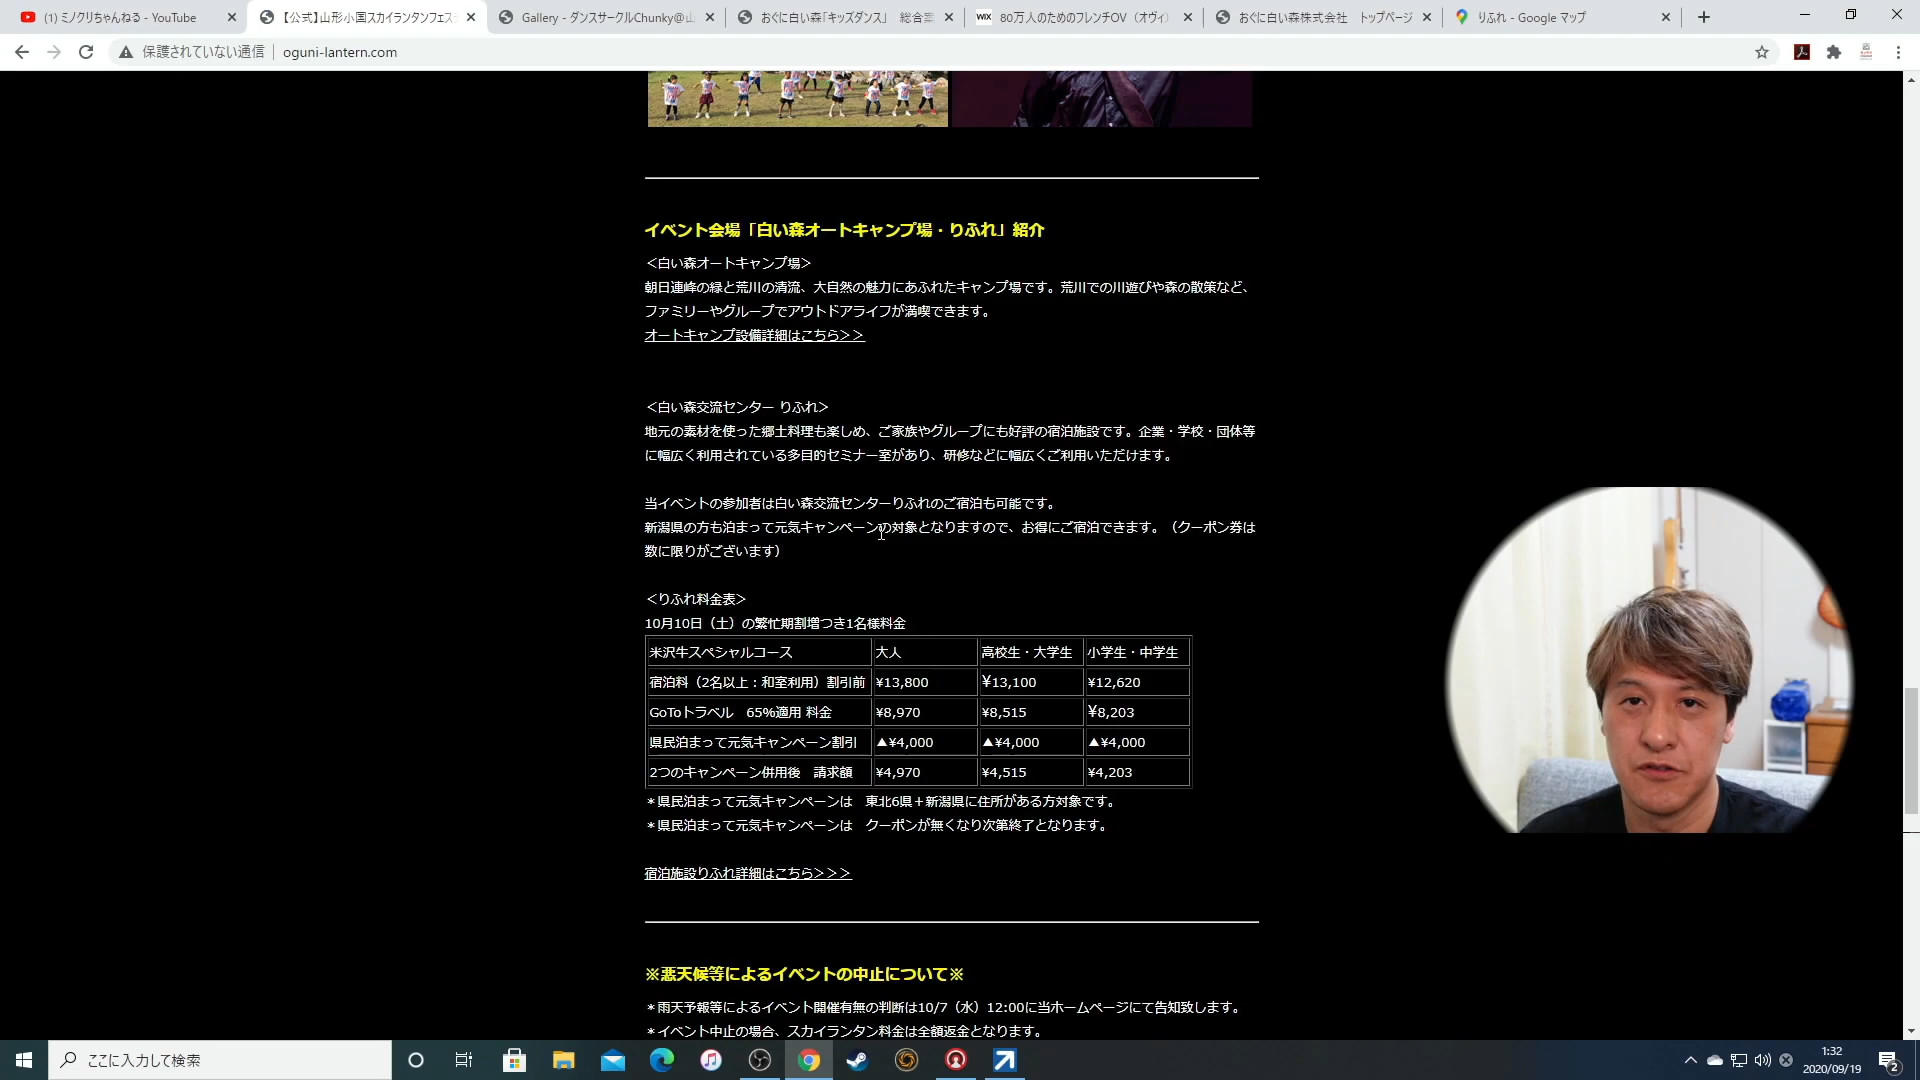 (1) ミノクリちゃんねる - YouTube
【公式】山形小国スカイランタンフェス
Gallery - ダンスサークルChunky@山
おぐに白い森「キッズダンス」 総合案
WIX 80万人のためのフレンチOV（オヴィ）
おぐに白い森株式会社 トップページ
りふれ - Google マップ
保護されていない通信 oguni-lantern.com
イベント会場「白い森オートキャンプ場・りふれ」紹介
＜白い森オートキャンプ場＞
朝日連峰の緑と荒川の清流、大自然の魅力にあふれたキャンプ場です。荒川での川遊びや森の散策など、
ファミリーやグループでアウトドアライフが満喫できます。
オートキャンプ設備詳細はこちら＞＞
＜白い森交流センター りふれ＞
地元の素材を使った郷土料理も楽しめ、ご家族やグループにも好評の宿泊施設です。企業・学校・団体等
に幅広く利用されている多目的セミナー室があり、研修などに幅広くご利用いただけます。
当イベントの参加者は白い森交流センターりふれのご宿泊も可能です。
新潟県の方も泊まって元気キャンペーンの対象となりますので、お得にご宿泊できます。（クーポン券は
数に限りがございます）
＜りふれ料金表＞
10月10日（土）の繁忙期割増つき1名様料金
米沢牛スペシャルコース 大人 高校生・大学生 小学生・中学生
宿泊料（2名以上：和室利用）割引前 ¥13,800 ¥13,100 ¥12,620
GoToトラベル 65%適用 料金 ¥8,970 ¥8,515 ¥8,203
県民泊まって元気キャンペーン割引 ▲¥4,000 ▲¥4,000 ▲¥4,000
2つのキャンペーン併用後 請求額 ¥4,970 ¥4,515 ¥4,203
＊県民泊まって元気キャンペーンは 東北6県＋新潟県に住所がある方対象です。
＊県民泊まって元気キャンペーンは クーポンが無くなり次第終了となります。
宿泊施設りふれ詳細はこちら＞＞＞
※悪天候等によるイベントの中止について※
＊雨天予報等によるイベント開催有無の判断は10/7（水）12:00に当ホームページにて告知致します。
＊イベント中止の場合、スカイランタン料金は全額返金となります。
ここに入力して検索
1:32
2020/09/19
2